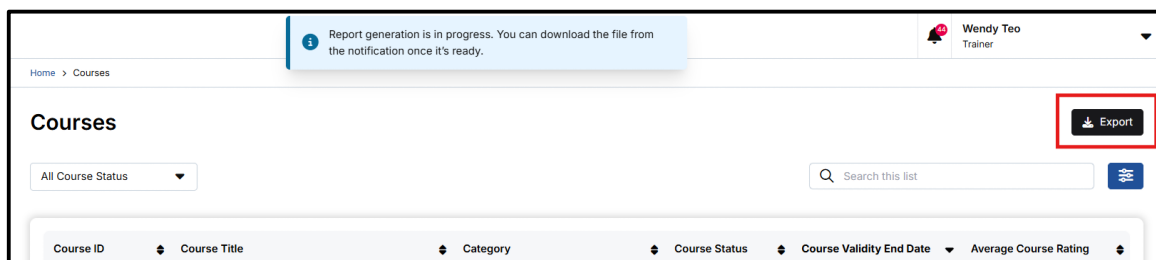 Report generation is in progress. You can download the file from
the notification once it's ready.
44
Wendy Teo
Trainer
Home > Courses
Courses
Export
All Course Status
Search this list
Course ID Course Title Category Course Status Course Validity End Date Average Course Rating